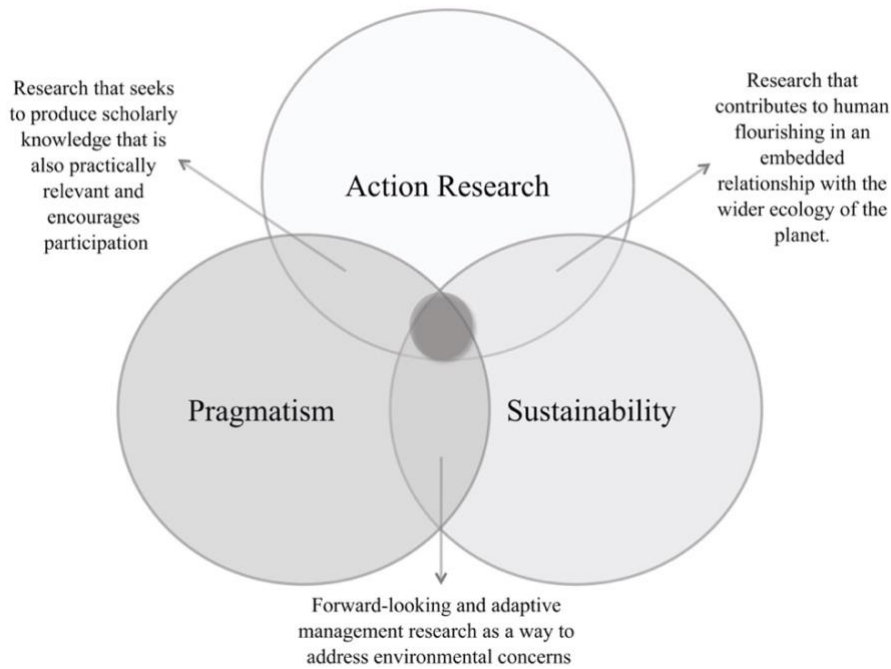 Research that seeks
to produce scholarly
knowledge that is
also practically
relevant and
encourages
participation
Research that
contributes to human
flourishing in an
embedded
relationship with the
wider ecology of the
planet.
Action Research
Pragmatism
Sustainability
Forward-looking and adaptive
management research as a way to
address environmental concerns